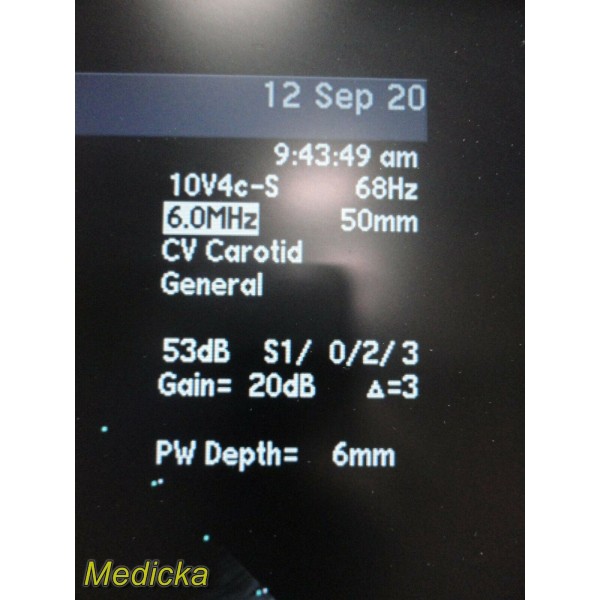 12 Sep 20
9:43:49 am
10V4c-S 68Hz
6.0MHz 50mm
CV Carotid
General
53dB S1/ 0/2/3
Gain= 20dB Δ=3
PW Depth= 6mm
Medicka